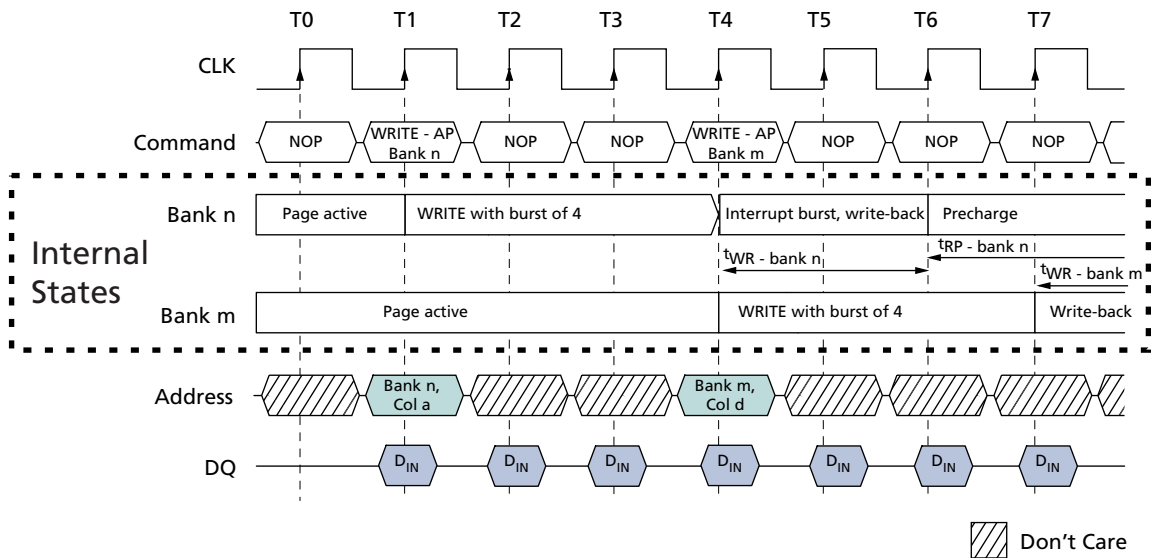 T0 T1 T2 T3 T4 T5 T6 T7
CLK
Command NOP WRITE - AP Bank n NOP NOP WRITE - AP Bank m NOP NOP NOP
Internal States
Bank n Page active WRITE with burst of 4 Interrupt burst, write-back Precharge
tWR - bank n tRP - bank n
tWR - bank m
Bank m Page active WRITE with burst of 4 Write-back
Address Bank n, Col a Bank m, Col d
DQ DIN DIN DIN DIN DIN DIN DIN
Don't Care